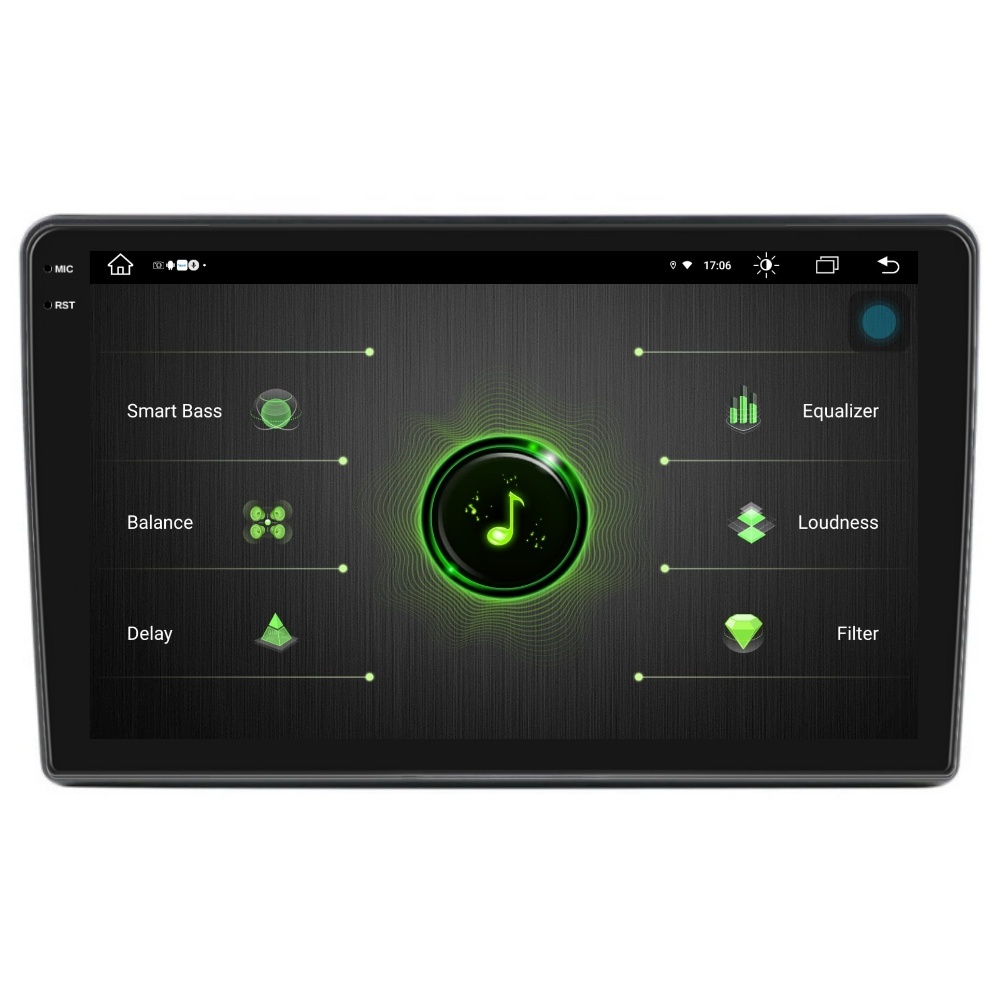 MIC
17:06
RST
Smart Bass
Equalizer
Balance
Loudness
Delay
Filter